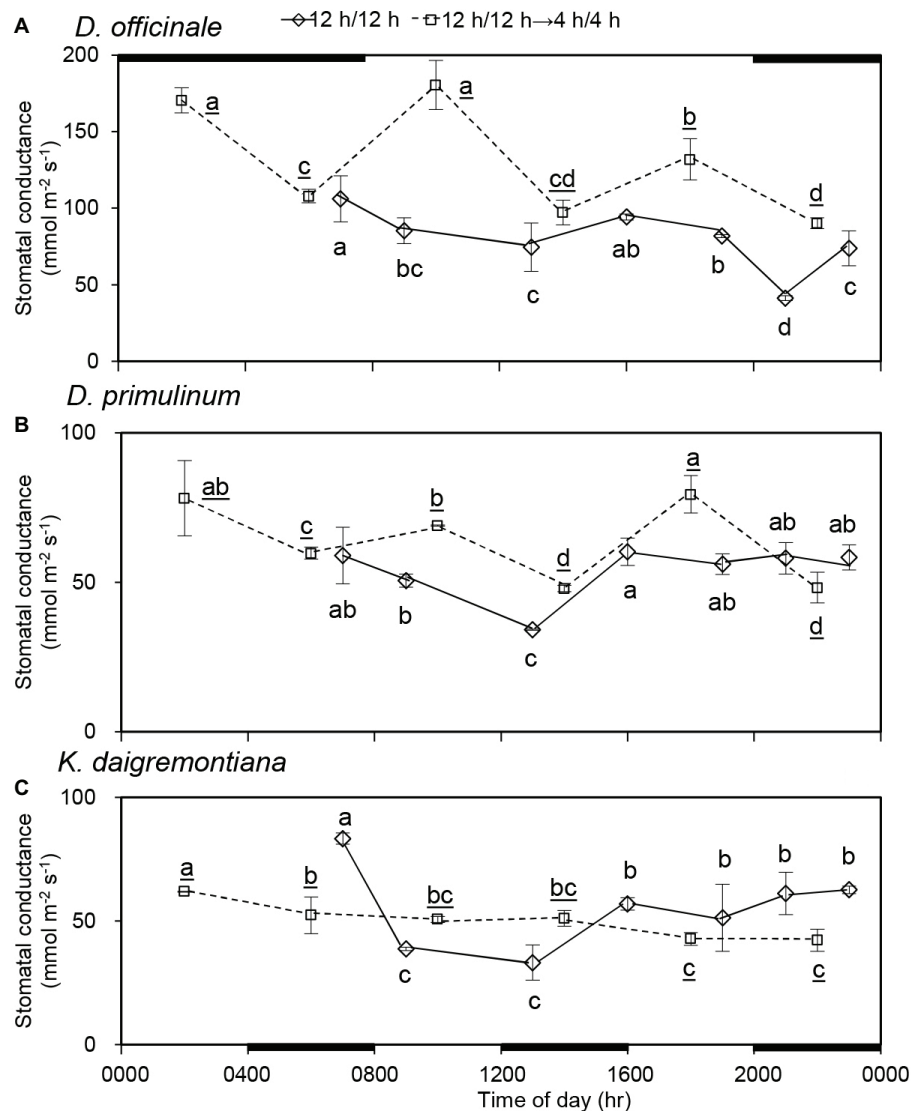 12 h/12 h 12 h/12 h→4 h/4 h
A D. officinale
200
150
100
50
0
Stomatal conductance
(mmol m⁻² s⁻¹)
a c a cd b d
a bc c ab b d c
D. primulinum
B
100
50
0
Stomatal conductance
(mmol m⁻² s⁻¹)
ab c b d a d
ab b c a ab ab ab
K. daigremontiana
C
100
50
0
Stomatal conductance
(mmol m⁻² s⁻¹)
a b bc bc c c
a c c b b b b
0000 0400 0800 1200 1600 2000 0000
Time of day (hr)